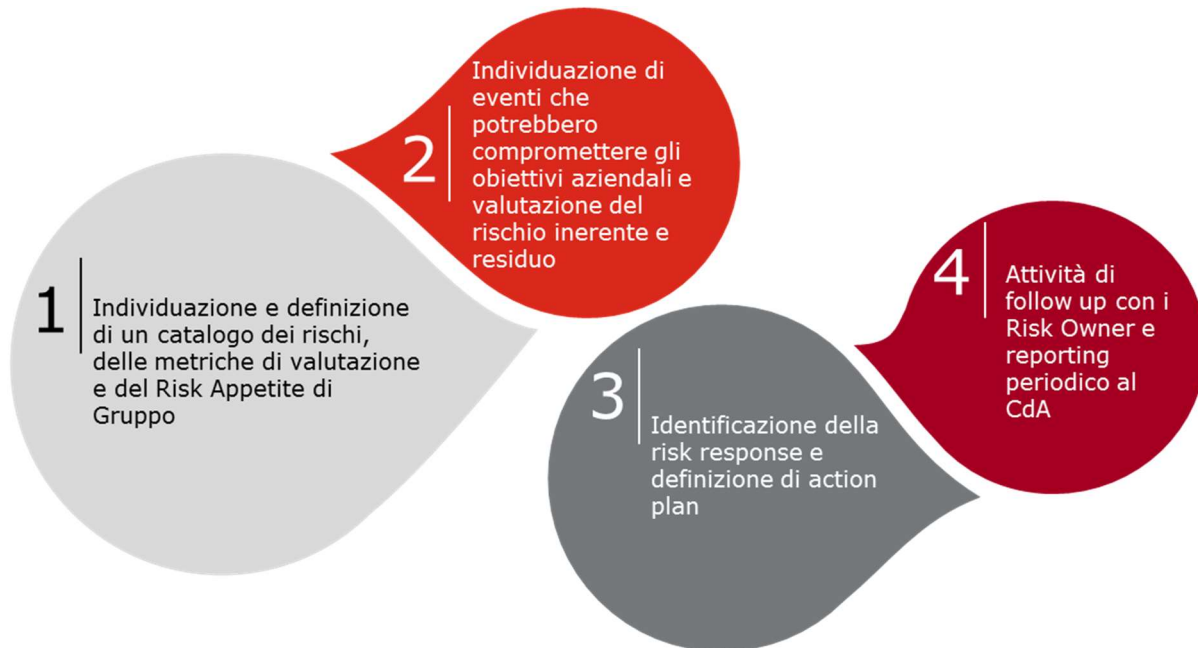 1
Individuazione e definizione
di un catalogo dei rischi,
delle metriche di valutazione
e del Risk Appetite di
Gruppo
2
Individuazione di
eventi che
potrebbero
compromettere gli
obiettivi aziendali e
valutazione del
rischio inerente e
residuo
3
Identificazione della
risk response e
definizione di action
plan
4
Attività di
follow up con i
Risk Owner e
reporting
periodico al
CdA